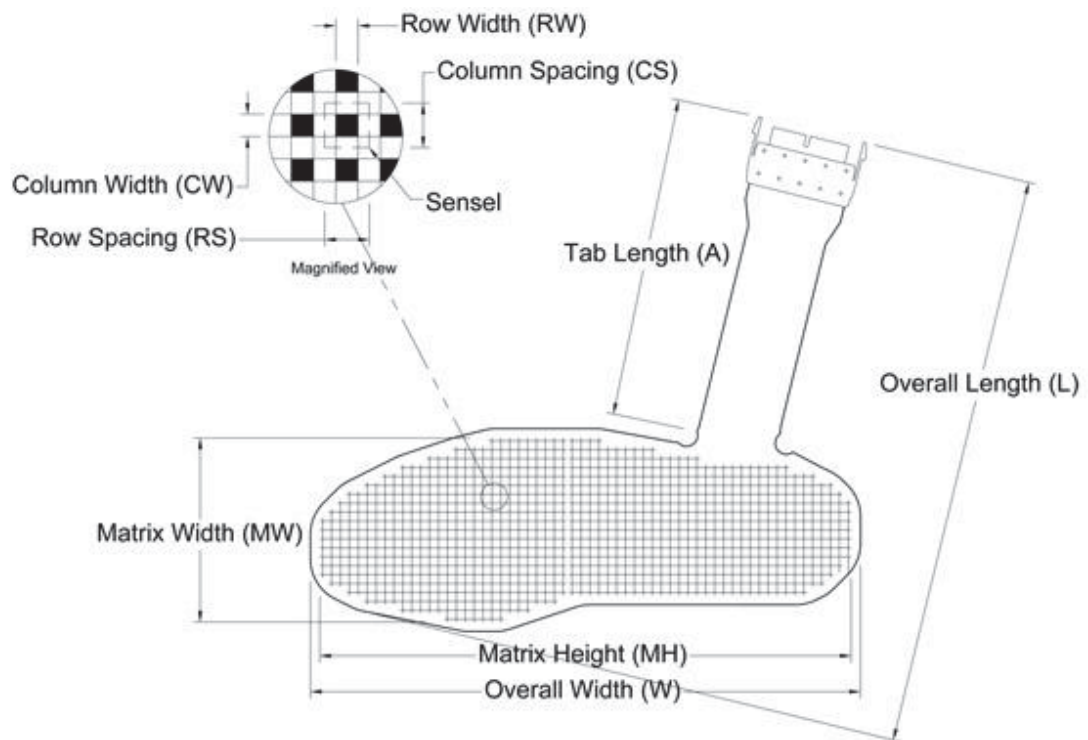 Row Width (RW)
Column Spacing (CS)
Column Width (CW)
Sensel
Row Spacing (RS)
Magnified View
Tab Length (A)
Overall Length (L)
Matrix Width (MW)
Matrix Height (MH)
Overall Width (W)